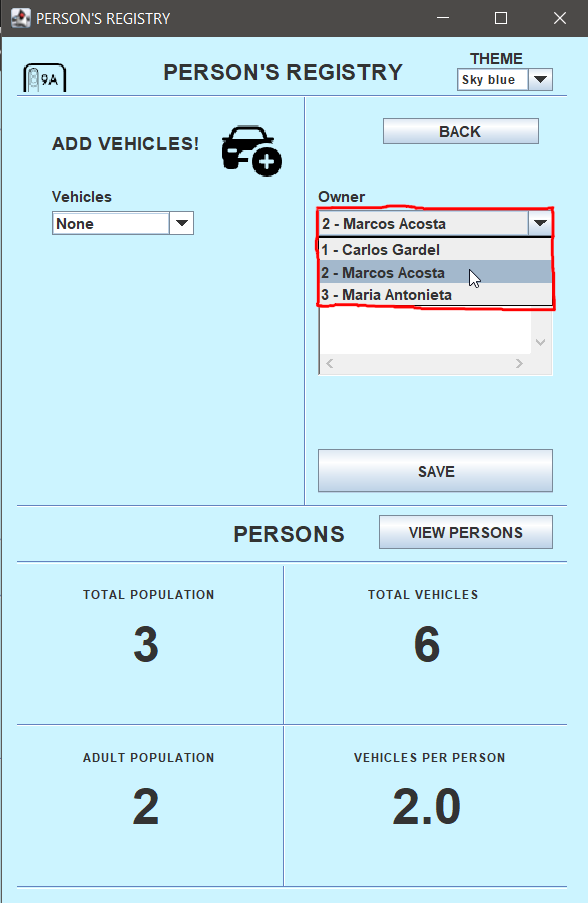 PERSON'S REGISTRY
9A
PERSON'S REGISTRY
THEME
Sky blue
ADD VEHICLES!
Vehicles
None
BACK
Owner
2 - Marcos Acosta
1 - Carlos Gardel
2 - Marcos Acosta
3 - Maria Antonieta
SAVE
PERSONS
VIEW PERSONS
TOTAL POPULATION
3
TOTAL VEHICLES
6
ADULT POPULATION
2
VEHICLES PER PERSON
2.0